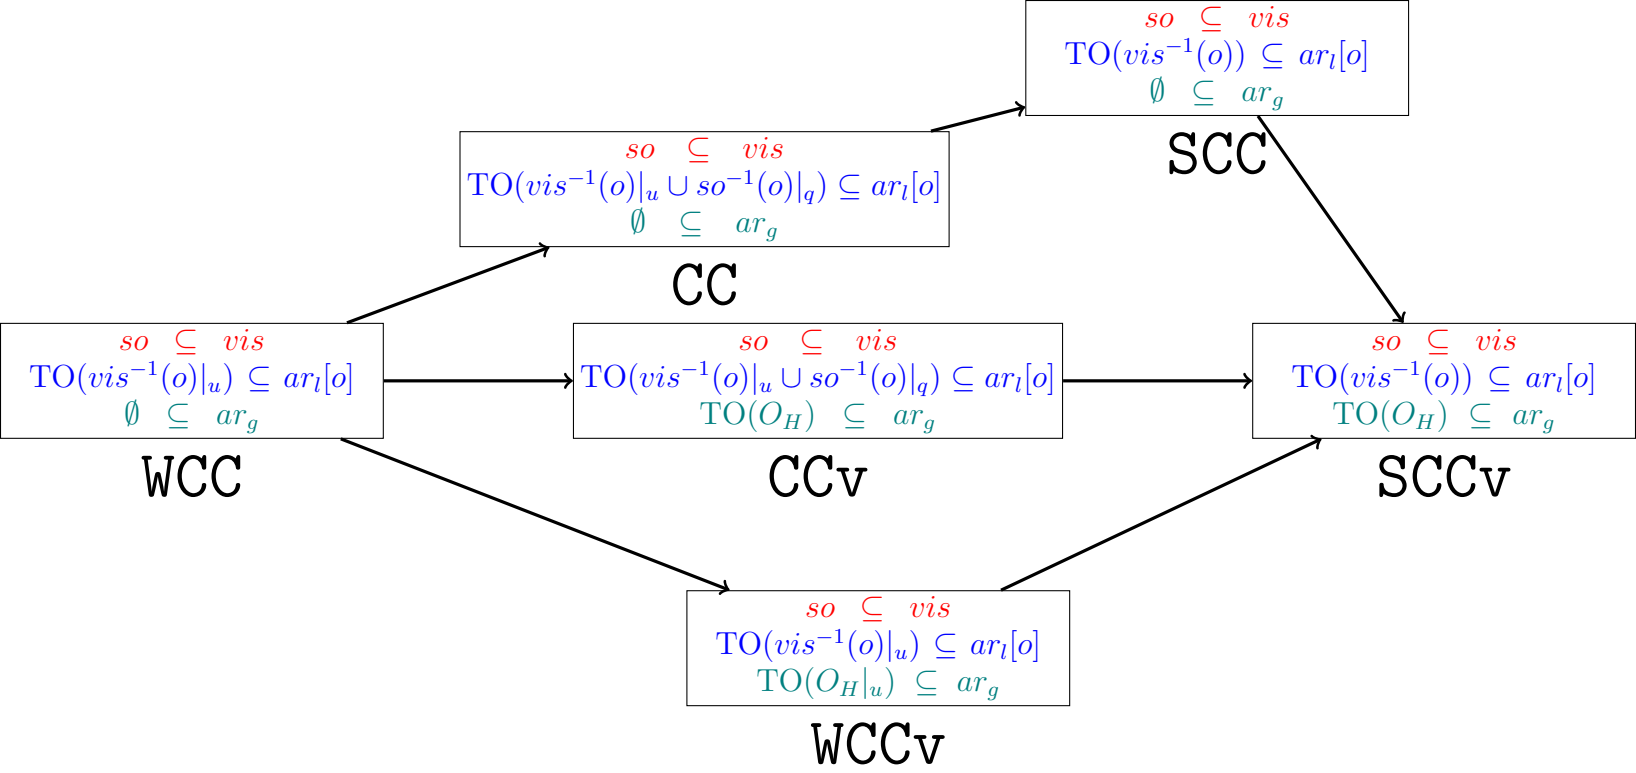 so ⊆ vis
TO(vis⁻¹(o)) ⊆ arₗ[o]
∅ ⊆ ar_g
SCC
so ⊆ vis
TO(vis⁻¹(o)|ᵤ ∪ so⁻¹(o)|_q) ⊆ arₗ[o]
∅ ⊆ ar_g
CC
so ⊆ vis
TO(vis⁻¹(o)|ᵤ) ⊆ arₗ[o]
∅ ⊆ ar_g
WCC
so ⊆ vis
TO(vis⁻¹(o)|ᵤ ∪ so⁻¹(o)|_q) ⊆ arₗ[o]
TO(O_H) ⊆ ar_g
CCv
so ⊆ vis
TO(vis⁻¹(o)) ⊆ arₗ[o]
TO(O_H) ⊆ ar_g
SCCv
so ⊆ vis
TO(vis⁻¹(o)|ᵤ) ⊆ arₗ[o]
TO(O_H|ᵤ) ⊆ ar_g
WCCv